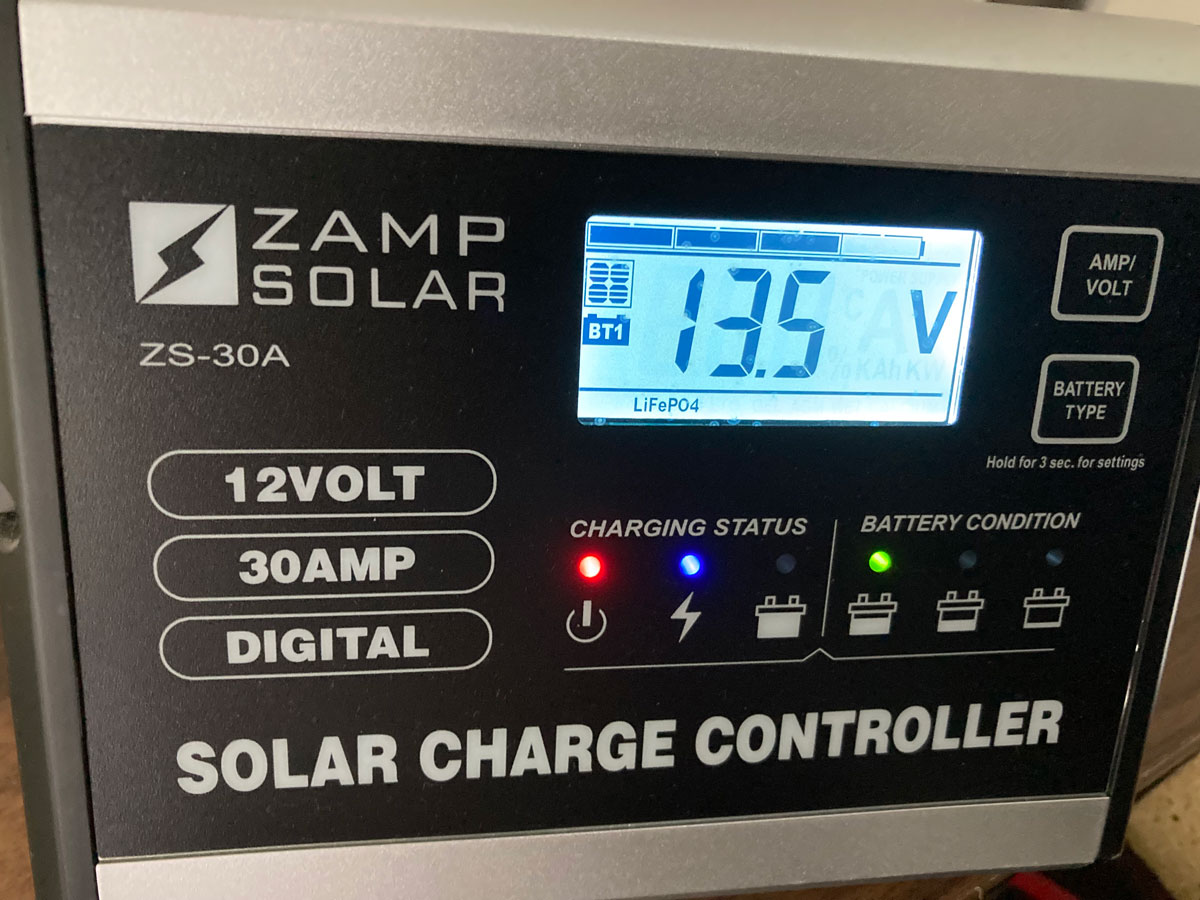 ZAMP
SOLAR
ZS-30A
12VOLT
30AMP
DIGITAL
BT1
13.5 V
LiFePO4
AMP/
VOLT
BATTERY
TYPE
Hold for 3 sec. for settings
CHARGING STATUS
BATTERY CONDITION
SOLAR CHARGE CONTROLLER